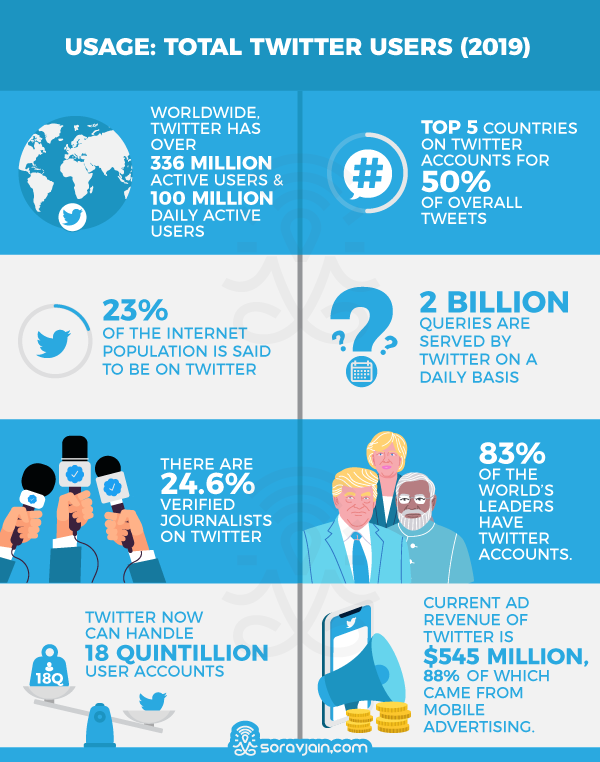 USAGE: TOTAL TWITTER USERS (2019)
WORLDWIDE,
TWITTER HAS
OVER
336 MILLION
ACTIVE USERS &
100 MILLION
DAILY ACTIVE
USERS
#
TOP 5 COUNTRIES
ON TWITTER
ACCOUNTS FOR
50%
OF OVERALL
TWEETS
23%
OF THE INTERNET
POPULATION IS SAID
TO BE ON TWITTER
? ? ?
2 BILLION
QUERIES ARE
SERVED BY
TWITTER ON A
DAILY BASIS
THERE ARE
24.6%
VERIFIED
JOURNALISTS
ON TWITTER
83%
OF THE
WORLD'S
LEADERS
HAVE
TWITTER
ACCOUNTS.
TWITTER NOW
CAN HANDLE
18 QUINTILLION
USER ACCOUNTS
18Q
CURRENT AD
REVENUE OF
TWITTER IS
$545 MILLION,
88% OF WHICH
CAME FROM
MOBILE
ADVERTISING.
soravjain.com